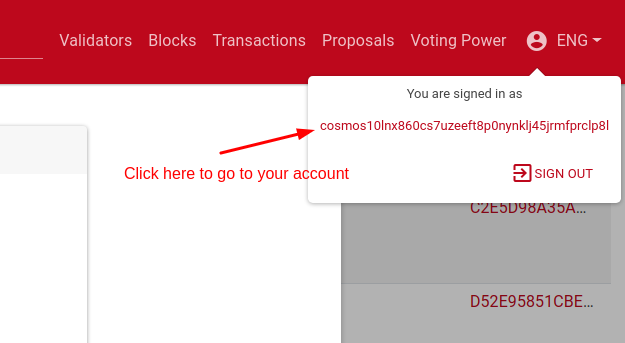 Validators Blocks Transactions Proposals Voting Power ENG
You are signed in as
cosmos10lnx860cs7uzeeft8p0nynklj45jrmfprclp8l
Click here to go to your account
SIGN OUT
C2E5D98A35A...
D52E95851CBE...